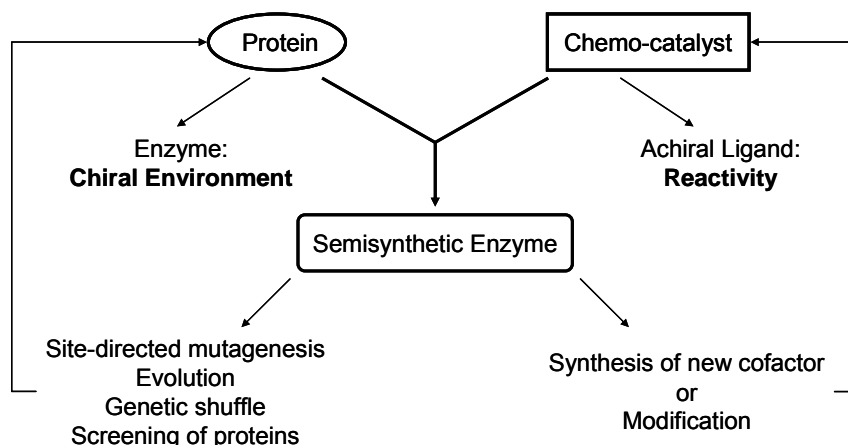 Protein
Chemo-catalyst
Enzyme:
Chiral Environment
Achiral Ligand:
Reactivity
Semisynthetic Enzyme
Site-directed mutagenesis
Evolution
Genetic shuffle
Screening of proteins
Synthesis of new cofactor
or
Modification